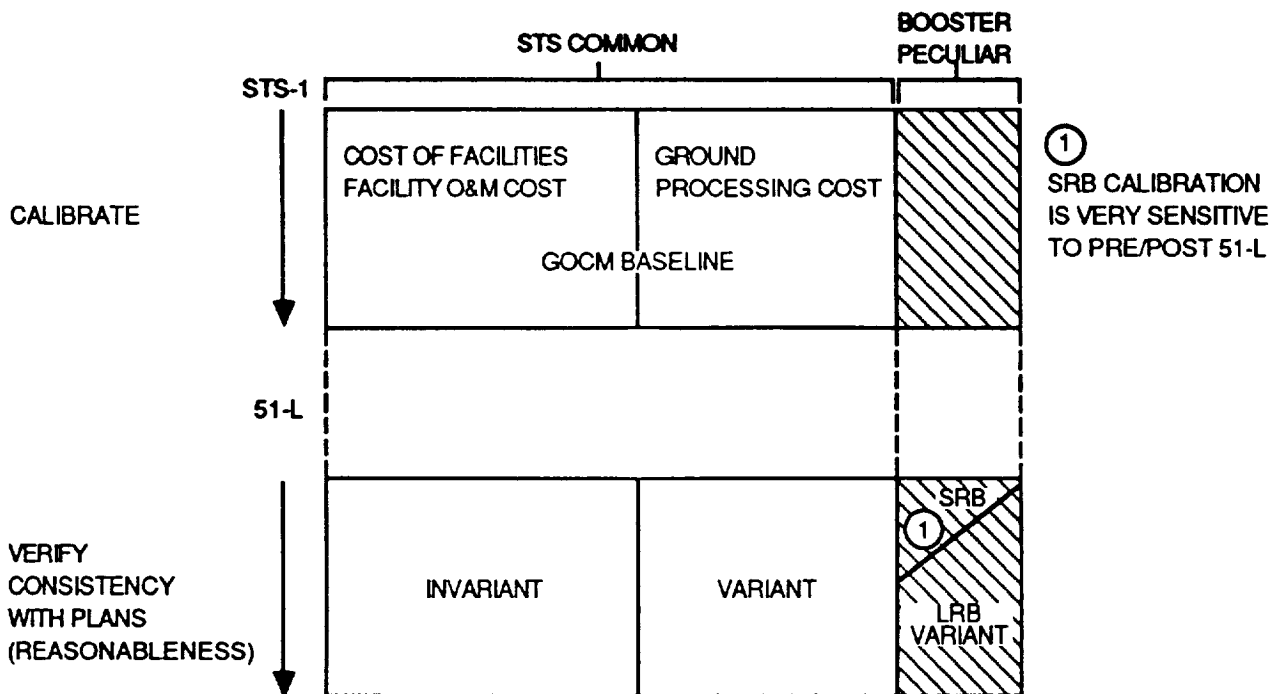 STS COMMON
BOOSTER
PECULIAR
STS-1
COST OF FACILITIES
FACILITY O&M COST
GROUND
PROCESSING COST
GOCM BASELINE
CALIBRATE
1
SRB CALIBRATION
IS VERY SENSITIVE
TO PRE/POST 51-L
51-L
VERIFY
CONSISTENCY
WITH PLANS
(REASONABLENESS)
INVARIANT
VARIANT
SRB
1
LRB
VARIANT